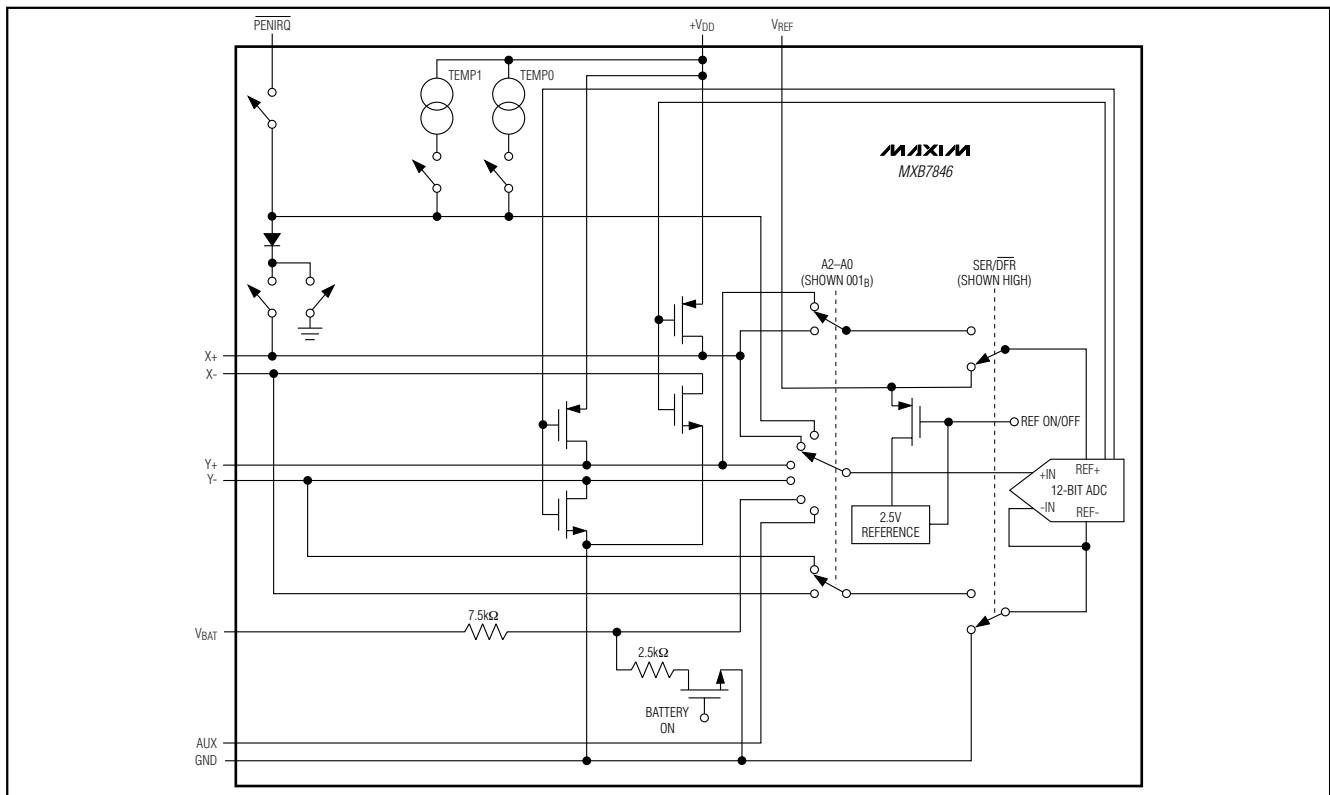 PENIRQ
+VDD
VREF
TEMP1
TEMP0
MAXIM
MXB7846
A2–A0
(SHOWN 001B)
SER/DFR
(SHOWN HIGH)
X+
X-
REF ON/OFF
Y+
Y-
+IN
REF+
12-BIT ADC
-IN
REF-
2.5V
REFERENCE
7.5kΩ
VBAT
2.5kΩ
BATTERY
ON
AUX
GND